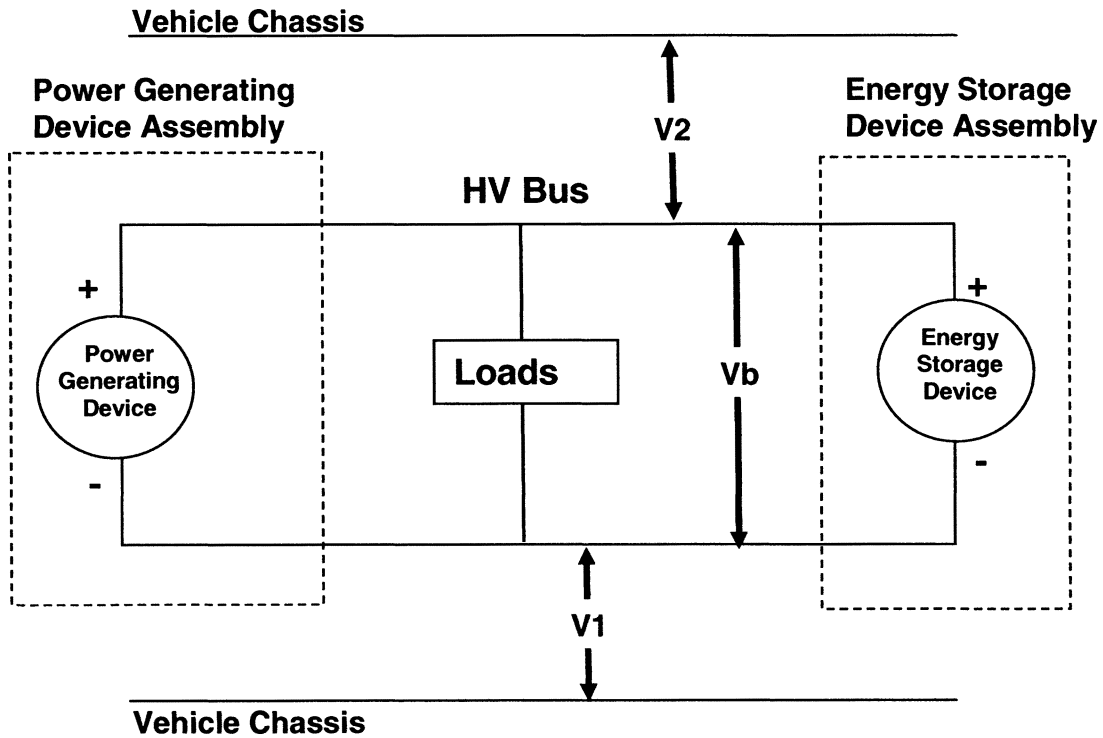 Vehicle Chassis
Power Generating
Device Assembly
Energy Storage
Device Assembly
V2
HV Bus
+
+
Power
Generating
Device
Loads
Vb
Energy
Storage
Device
-
-
V1
Vehicle Chassis